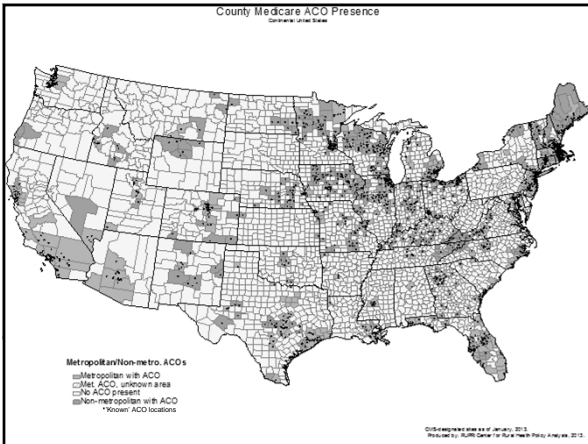 County Medicare ACO Presence
Continental United States
Metropolitan/Non-metro. ACOs
Metropolitan with ACO
Met. ACO, unknown area
No ACO present
Non-metropolitan with ACO
*'Known' ACO locations
CMS-designated sites as of January, 2013.
Produced by: RUPRI Center for Rural Health Policy Analysis, 2013.